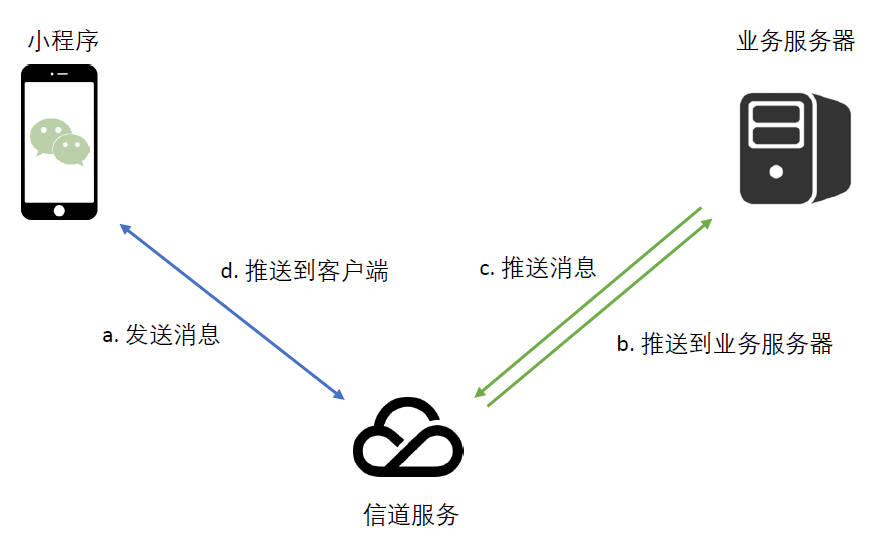 小程序
业务服务器
d. 推送到客户端
c. 推送消息
a. 发送消息
b. 推送到业务服务器
信道服务